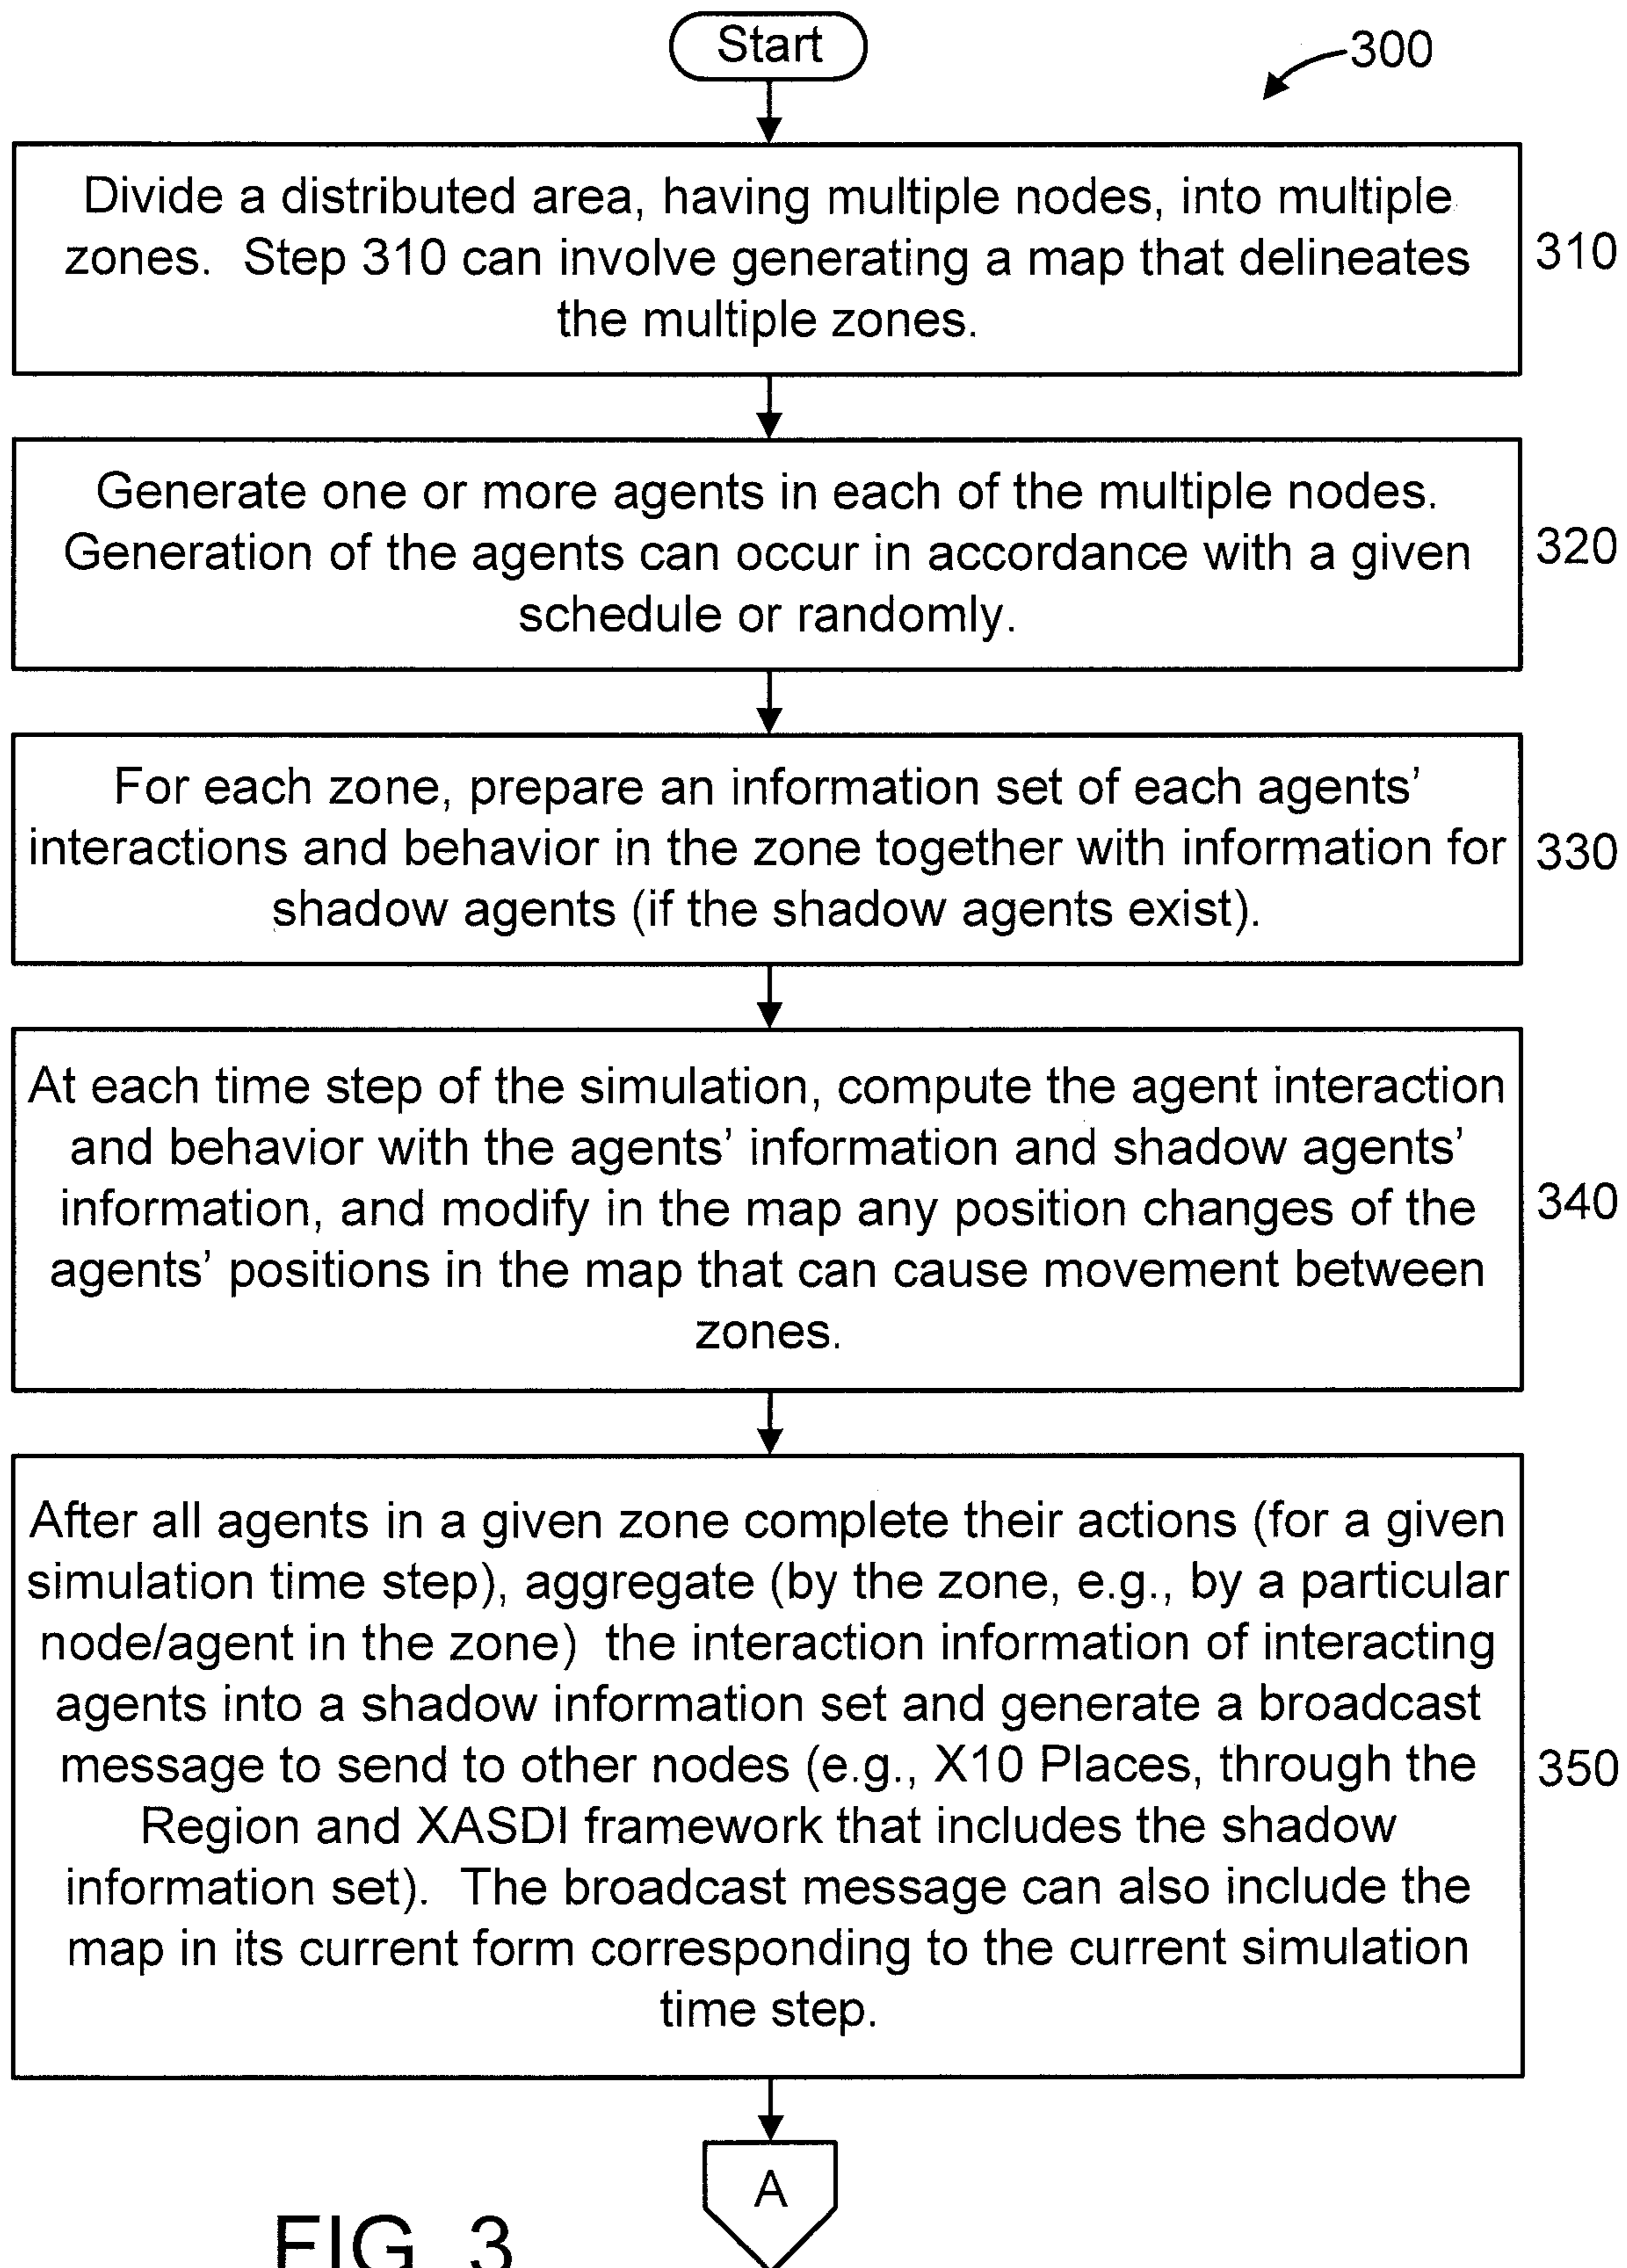 Start
300
Divide a distributed area, having multiple nodes, into multiple
zones. Step 310 can involve generating a map that delineates
the multiple zones.
310
Generate one or more agents in each of the multiple nodes.
Generation of the agents can occur in accordance with a given
schedule or randomly.
320
For each zone, prepare an information set of each agents'
interactions and behavior in the zone together with information for
shadow agents (if the shadow agents exist).
330
At each time step of the simulation, compute the agent interaction
and behavior with the agents' information and shadow agents'
information, and modify in the map any position changes of the
agents' positions in the map that can cause movement between
zones.
340
After all agents in a given zone complete their actions (for a given
simulation time step), aggregate (by the zone, e.g., by a particular
node/agent in the zone) the interaction information of interacting
agents into a shadow information set and generate a broadcast
message to send to other nodes (e.g., X10 Places, through the
Region and XASDI framework that includes the shadow
information set). The broadcast message can also include the
map in its current form corresponding to the current simulation
time step.
350
A
FIG. 3